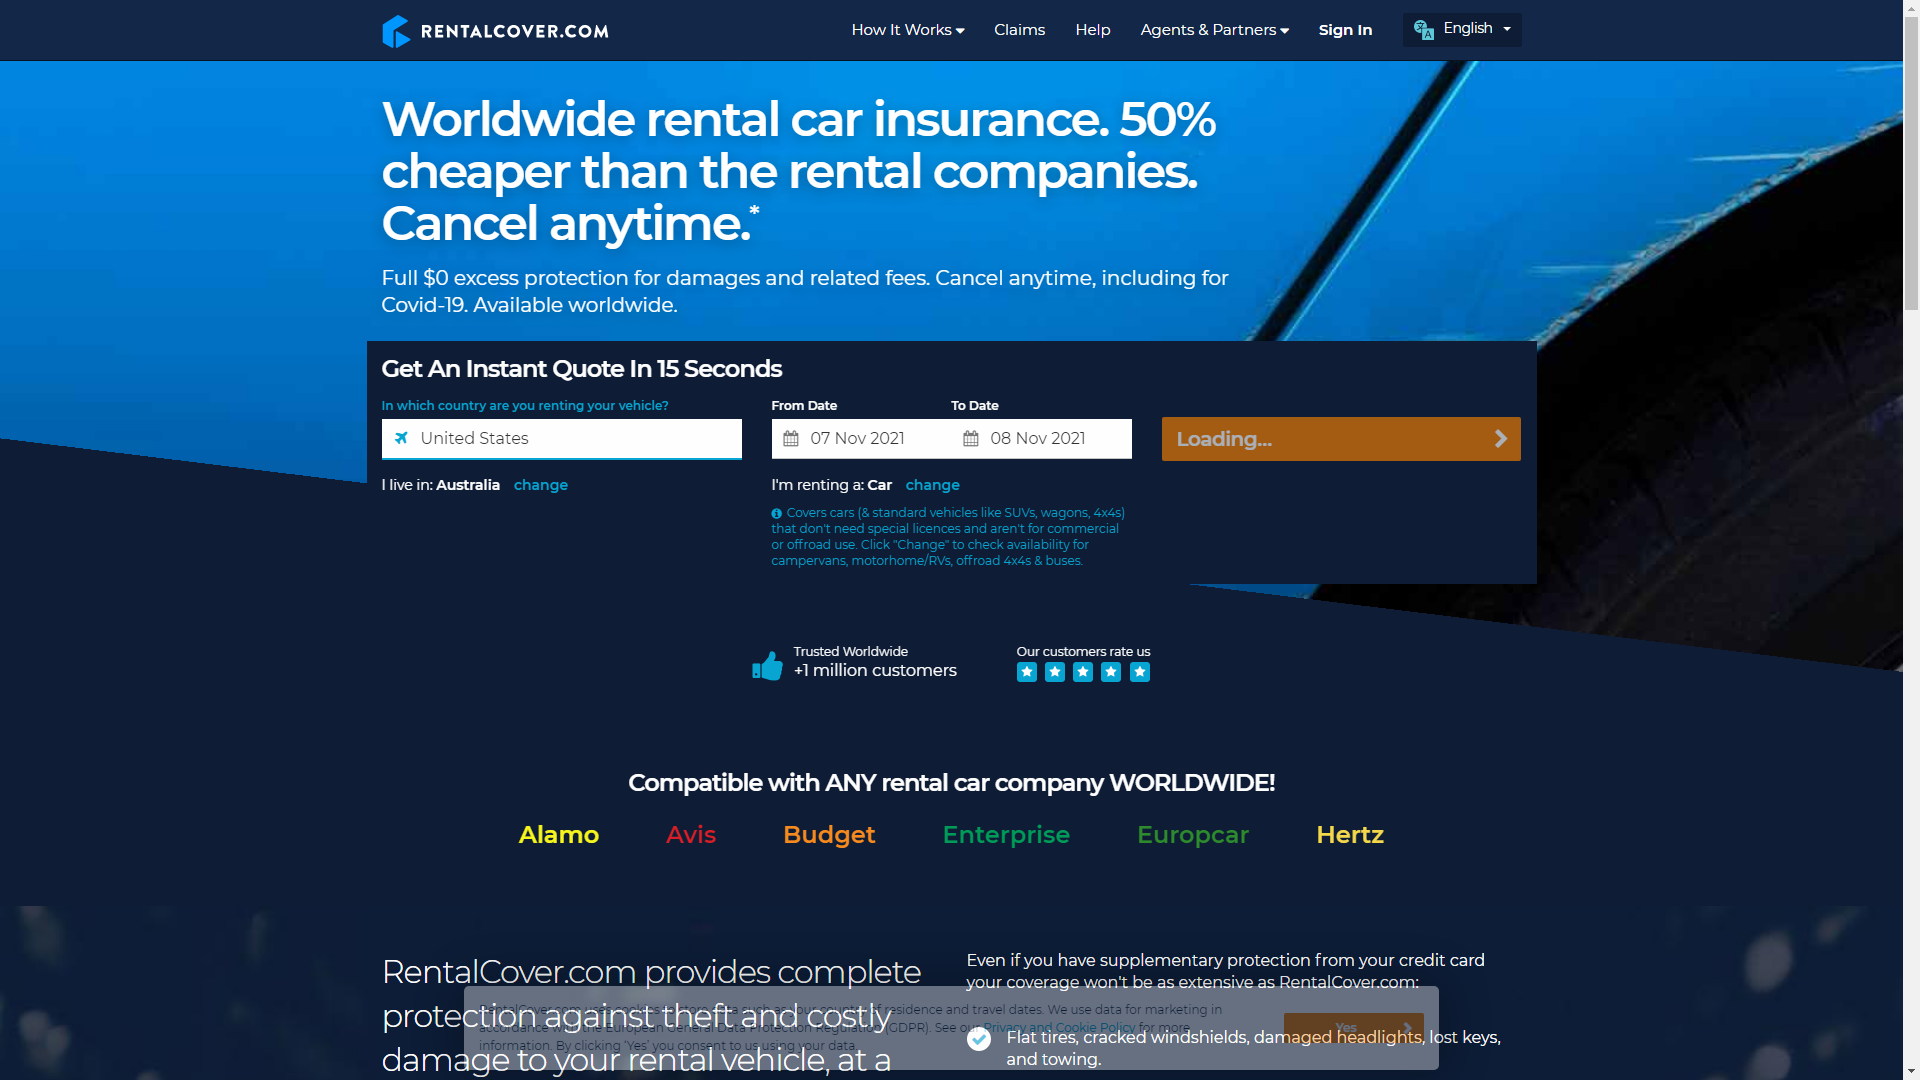 RENTALCOVER.COM
How It Works
Claims
Help
Agents & Partners
Sign In
English
Worldwide rental car insurance. 50%
cheaper than the rental companies.
Cancel anytime.*
Full $0 excess protection for damages and related fees. Cancel anytime, including for
Covid-19. Available worldwide.
Get An Instant Quote In 15 Seconds
In which country are you renting your vehicle?
United States
I live in: Australia change
From Date
To Date
07 Nov 2021
08 Nov 2021
I'm renting a: Car change
Covers cars (& standard vehicles like SUVs, wagons, 4x4s)
that don't need special licences and aren't for commercial
or offroad use. Click "Change" to check availability for
campervans, motorhome/RVs, offroad 4x4s & buses.
Loading...
Trusted Worldwide
+1 million customers
Our customers rate us
Compatible with ANY rental car company WORLDWIDE!
Alamo
Avis
Budget
Enterprise
Europcar
Hertz
RentalCover.com provides complete
protection against theft and costly
damage to your rental vehicle, at a
Even if you have supplementary protection from your credit card
your coverage won't be as extensive as RentalCover.com:
Flat tires, cracked windshields, damaged headlights, lost keys,
and towing.
residence and travel dates. We use data for marketing in
accordance with the European General Data Protection Regulation (GDPR). See our Privacy and Cookie Policy for more
information. By clicking 'Yes' you consent to us using your data.
Yes